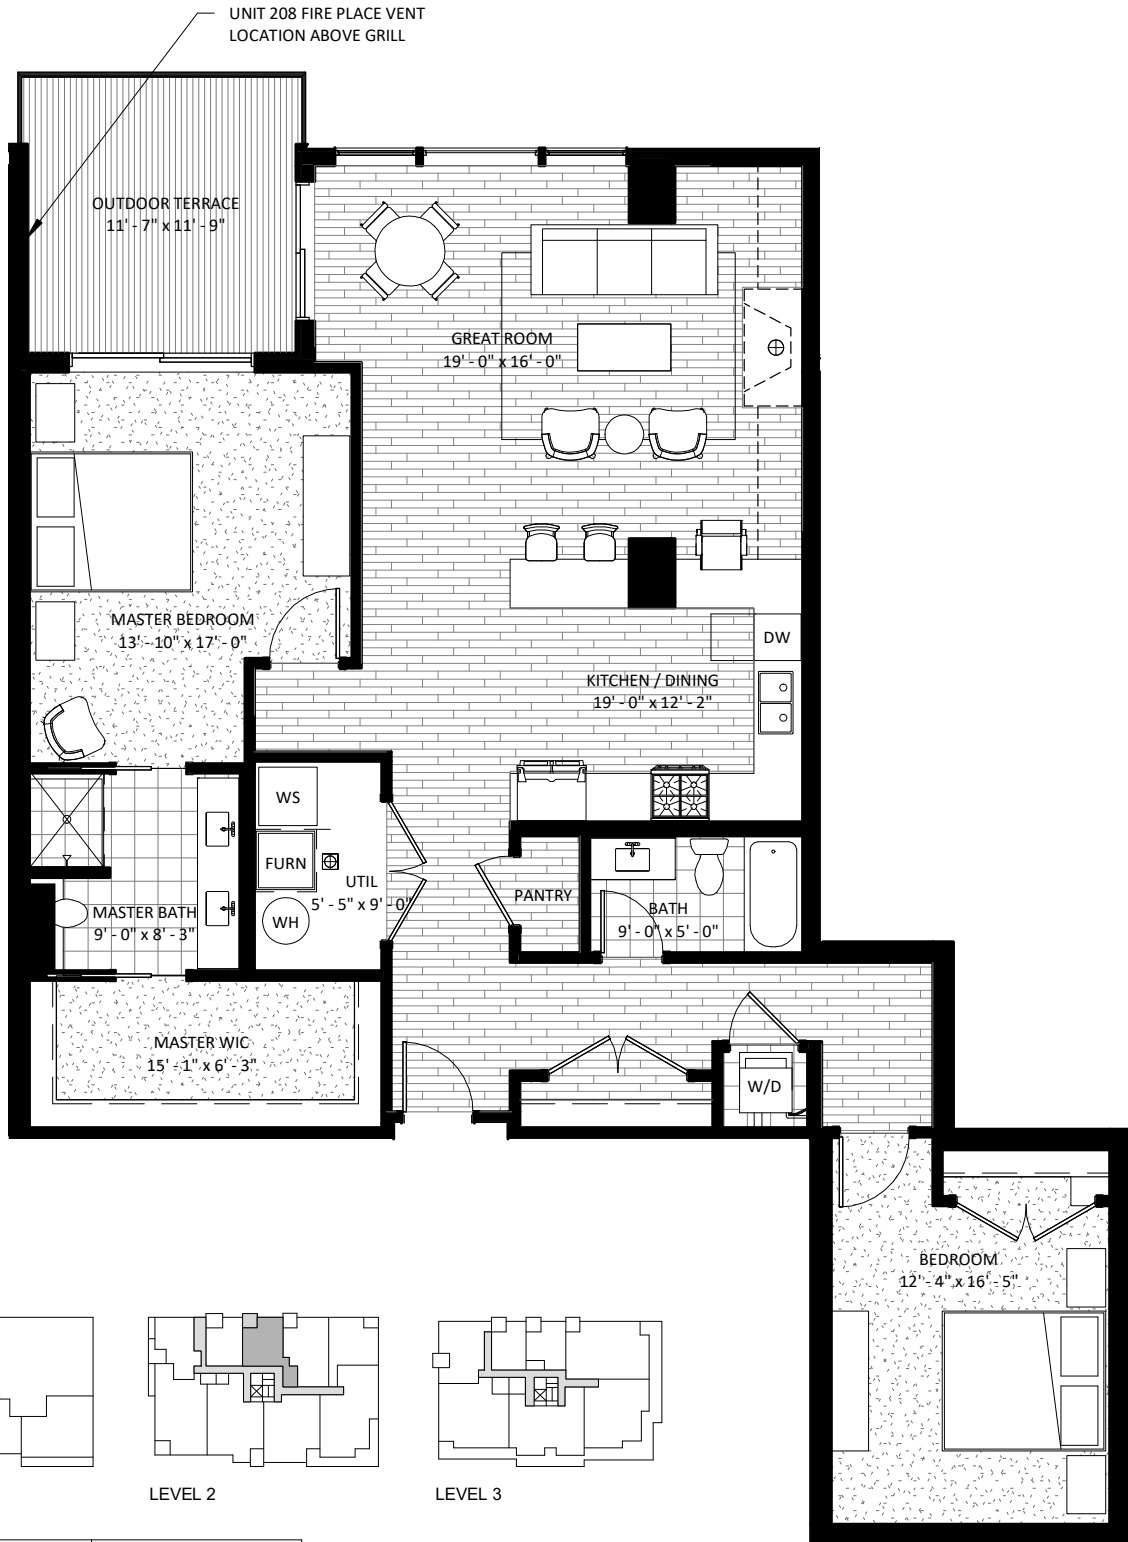 UNIT 208 FIRE PLACE VENT
LOCATION ABOVE GRILL
OUTDOOR TERRACE
11' - 7" x 11' - 9"
GREAT ROOM
19' - 0" x 16' - 0"
MASTER BEDROOM
13' - 10" x 17' - 0"
DW
KITCHEN / DINING
19' - 0" x 12' - 2"
WS
FURN
UTIL
5' - 5" x 9' - 0"
WH
PANTRY
MASTER BATH
9' - 0" x 8' - 3"
BATH
9' - 0" x 5' - 0"
MASTER WIC
15' - 1" x 6' - 3"
W/D
BEDROOM
12' - 4" x 16' - 5"
LEVEL 2
LEVEL 3